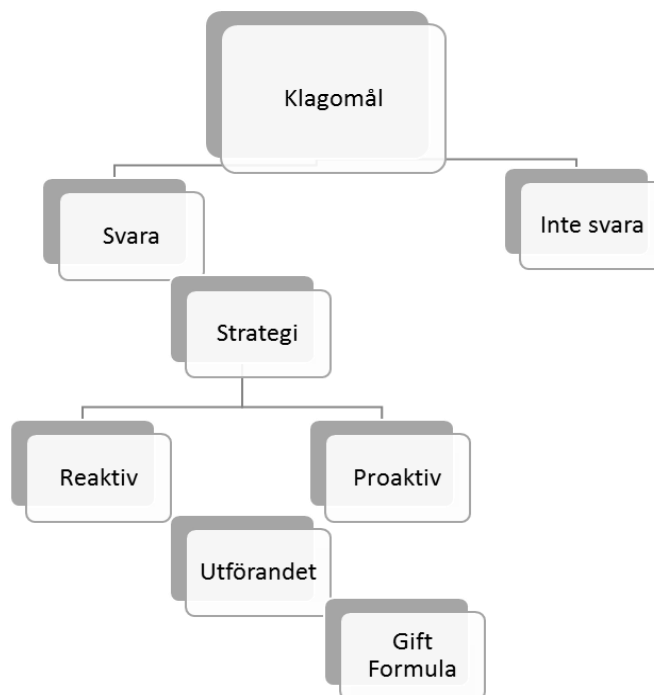 Klagomål
Svara
Inte svara
Strategi
Reaktiv
Proaktiv
Utförandet
Gift
Formula